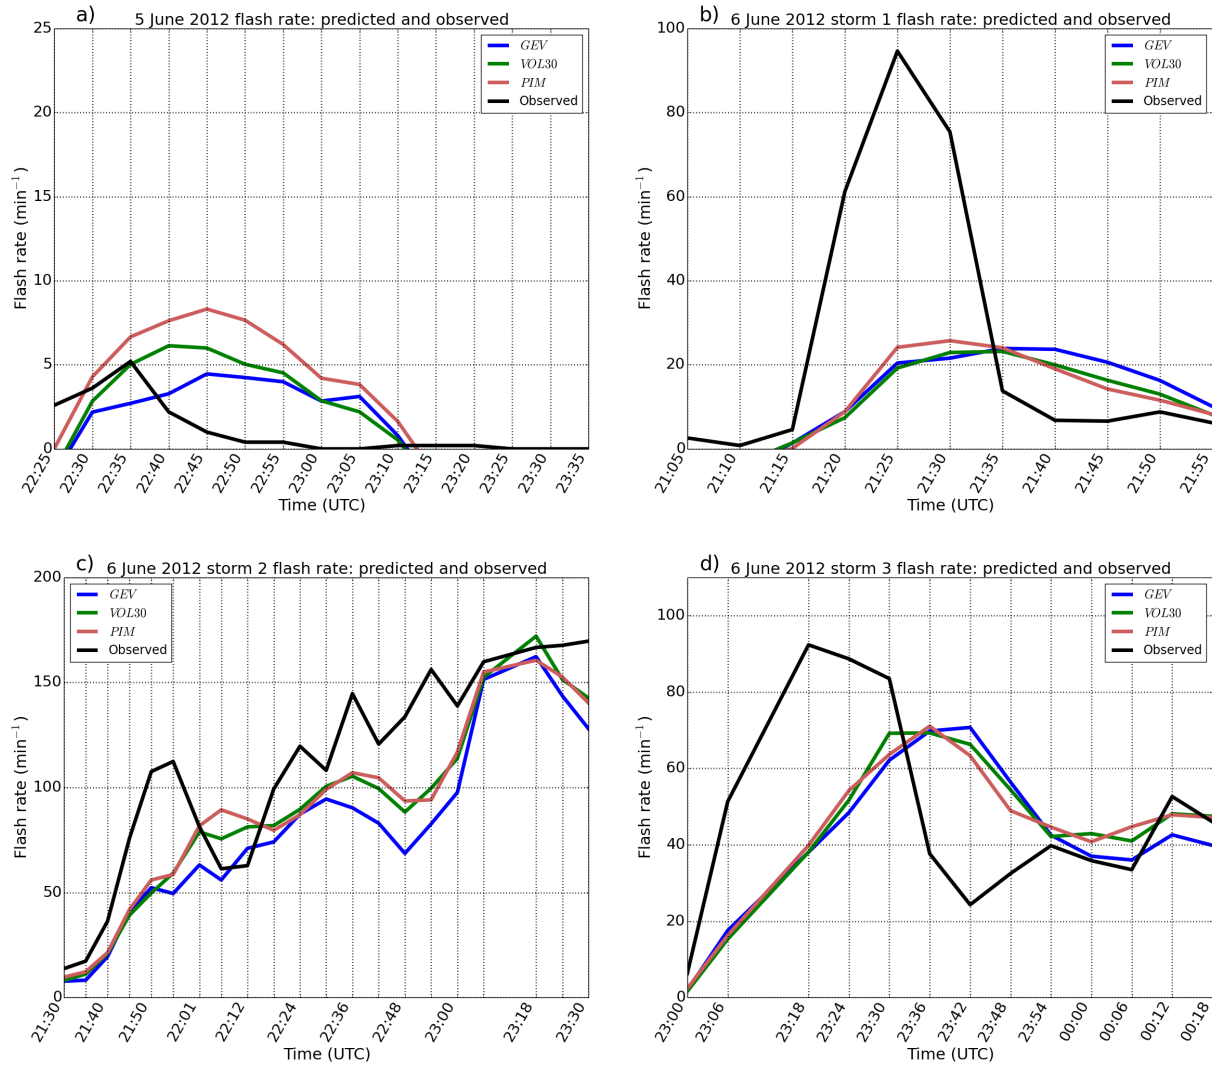 a) 5 June 2012 flash rate: predicted and observed
25
20
15
10
5
0
Flash rate (min⁻¹)
GEV
VOL30
PIM
Observed
22:25 22:30 22:35 22:40 22:45 22:50 22:55 23:00 23:05 23:10 23:15 23:20 23:25 23:30 23:35
Time (UTC)
b) 6 June 2012 storm 1 flash rate: predicted and observed
100
80
60
40
20
0
Flash rate (min⁻¹)
GEV
VOL30
PIM
Observed
21:05 21:10 21:15 21:20 21:25 21:30 21:35 21:40 21:45 21:50 21:55
Time (UTC)
c) 6 June 2012 storm 2 flash rate: predicted and observed
200
150
100
50
0
Flash rate (min⁻¹)
GEV
VOL30
PIM
Observed
21:30 21:40 21:50 22:01 22:12 22:24 22:36 22:48 23:00 23:18 23:30
Time (UTC)
d) 6 June 2012 storm 3 flash rate: predicted and observed
100
80
60
40
20
0
Flash rate (min⁻¹)
GEV
VOL30
PIM
Observed
23:00 23:06 23:18 23:24 23:30 23:36 23:42 23:48 23:54 00:00 00:06 00:12 00:18
Time (UTC)